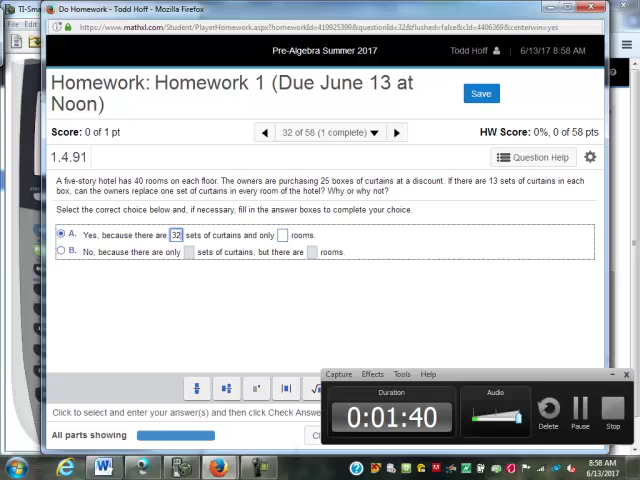 TI-Sma
Do Homework - Todd Hoff - Mozilla Firefox
File Edit
https://www.mathxl.com/Student/PlayerHomework.aspx?homeworkId=419925399&questionId=32&flushed=false&cId=4406369&centerwin=yes
Pre-Algebra Summer 2017
Todd Hoff
6/13/17 8:58 AM
Homework: Homework 1 (Due June 13 at
Noon)
Save
Score: 0 of 1 pt
32 of 58 (1 complete)
HW Score: 0%, 0 of 58 pts
1.4.91
Question Help
A five-story hotel has 40 rooms on each floor. The owners are purchasing 25 boxes of curtains at a discount. If there are 13 sets of curtains in each
box, can the owners replace one set of curtains in every room of the hotel? Why or why not?
Select the correct choice below and, if necessary, fill in the answer boxes to complete your choice.
A. Yes, because there are 32 sets of curtains and only rooms.
B. No, because there are only sets of curtains, but there are rooms.
Capture Effects Tools Help
Duration
Audio
0:01:40
Delete
Pause
Stop
Click to select and enter your answer(s) and then click Check Answer
All parts showing
8:58 AM
6/13/2017